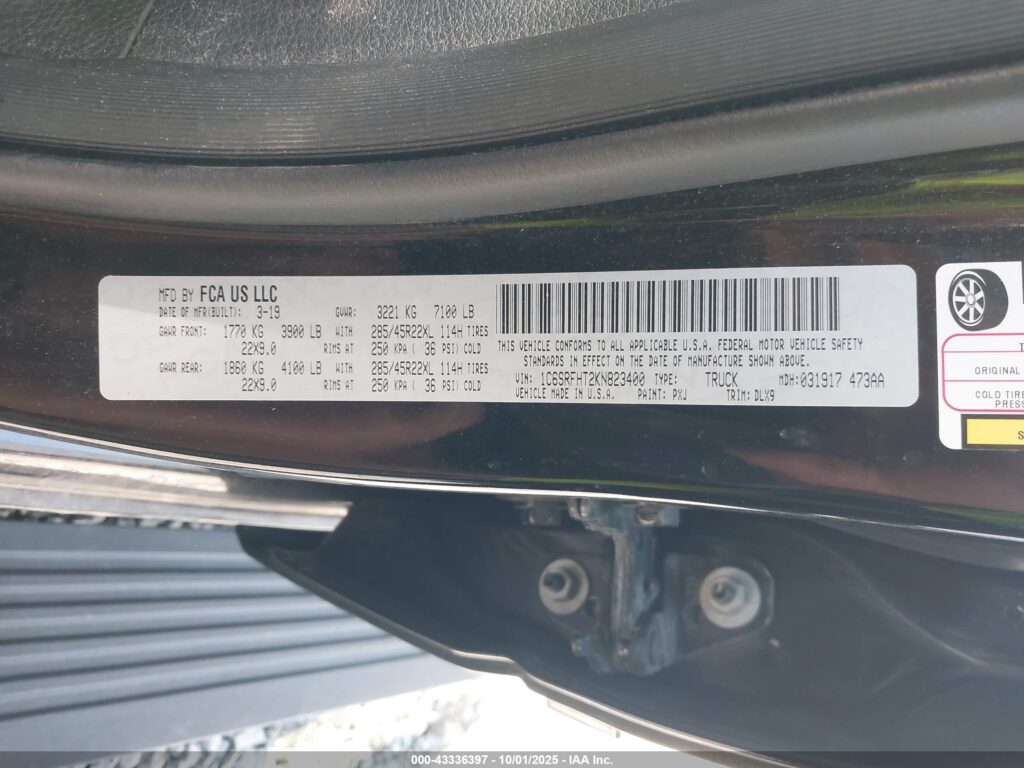 MFD BY FCA US LLC
DATE OF MFR(BUILT): 3-19 GVWR: 3221 KG 7100 LB
GAWR FRONT: 1770 KG 3900 LB WITH 285/45R22XL 114H TIRES
22X9.0 RIMS AT 250 KPA ( 36 PSI) COLD
GAWR REAR: 1860 KG 4100 LB WITH 285/45R22XL 114H TIRES
22X9.0 RIMS AT 250 KPA ( 36 PSI) COLD
THIS VEHICLE CONFORMS TO ALL APPLICABLE U.S.A. FEDERAL MOTOR VEHICLE SAFETY
STANDARDS IN EFFECT ON THE DATE OF MANUFACTURE SHOWN ABOVE.
VIN: 1C6SRFHT2KN823400 TYPE: TRUCK MDH:031917 473AA
VEHICLE MADE IN U.S.A. PAINT: PXJ TRIM: DLX9
ORIGINAL
COLD TIRE
PRESS
000-43336397 - 10/01/2025 - IAA Inc.